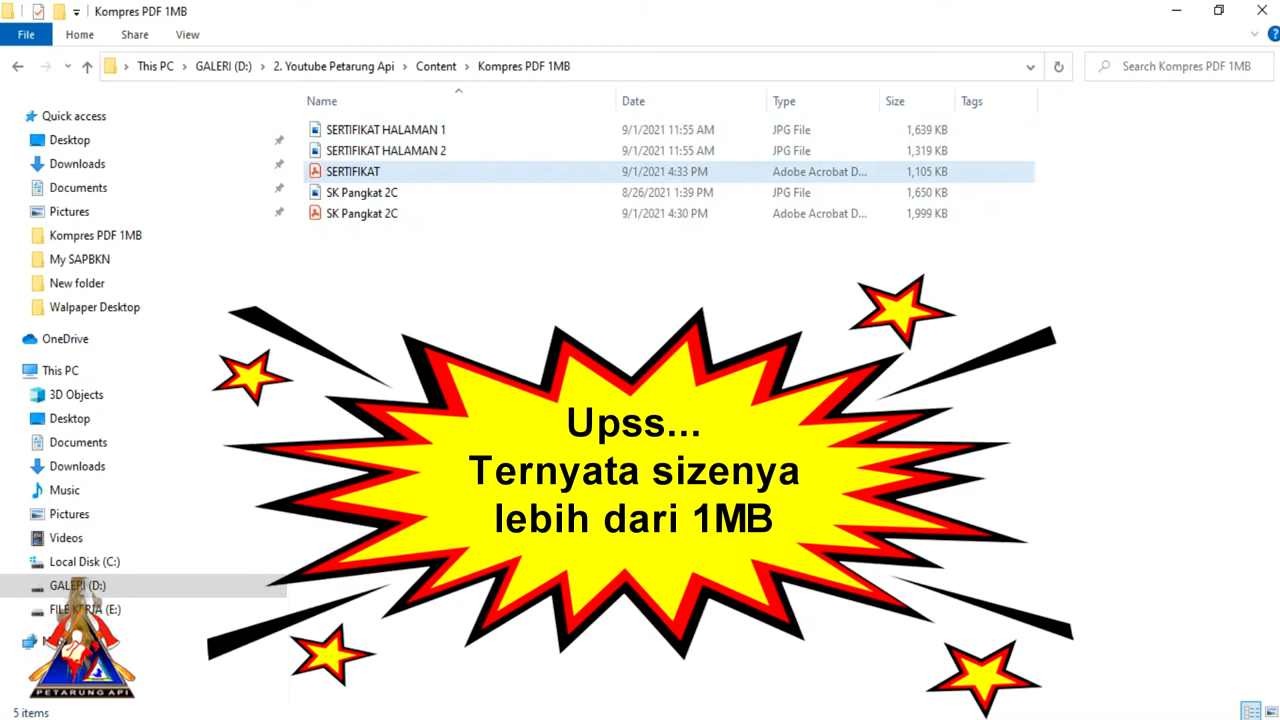 Kompres PDF 1MB
File Home Share View
This PC GALERI (D:) 2. Youtube Petarung Api Content Kompres PDF 1MB Search Kompres PDF 1MB
Name Date Type Size Tags
SERTIFIKAT HALAMAN 1 9/1/2021 11:55 AM JPG File 1,639 KB
SERTIFIKAT HALAMAN 2 9/1/2021 11:55 AM JPG File 1,319 KB
SERTIFIKAT 9/1/2021 4:33 PM Adobe Acrobat D... 1,105 KB
SK Pangkat 2C 8/26/2021 1:39 PM JPG File 1,650 KB
SK Pangkat 2C 9/1/2021 4:30 PM Adobe Acrobat D... 1,999 KB
Quick access
Desktop
Downloads
Documents
Pictures
Kompres PDF 1MB
My SAPBKN
New folder
Walpaper Desktop
OneDrive
This PC
3D Objects
Desktop
Documents
Downloads
Music
Pictures
Videos
Local Disk (C:)
GALERI (D:)
FILE KERJA (E:)
PETARUNG API
5 items
Upss...
Ternyata sizenya
lebih dari 1MB